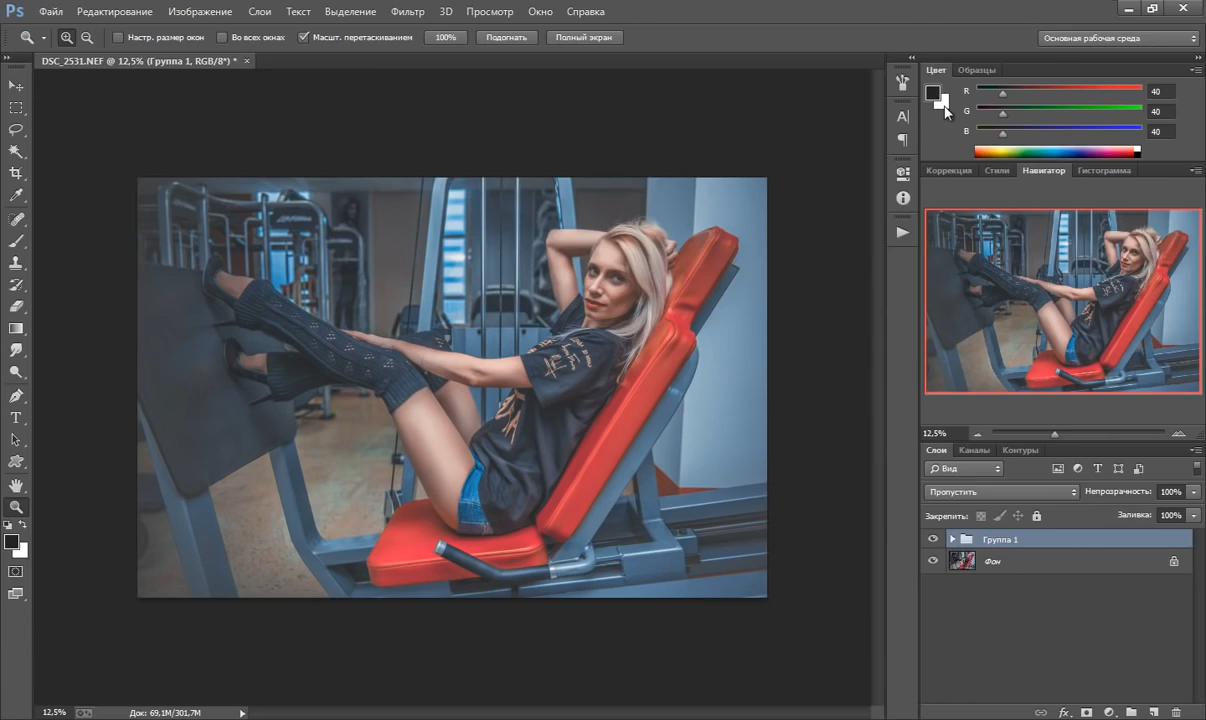 Ps Файл Редактирование Изображение Слои Текст Выделение Фильтр 3D Просмотр Окно Справка
Настр. размер окон Во всех окнах Масшт. перетаскиванием 100% Подогнать Полный экран Основная рабочая среда
DSC_2531.NEF @ 12,5% (Группа 1, RGB/8*) * ×
Цвет Образцы
R 40
G 40
B 40
Коррекция Стили Навигатор Гистограмма
12,5%
Слои Каналы Контуры
Вид
Пропустить Непрозрачность: 100%
Закрепить: Заливка: 100%
Группа 1
Фон
12,5% Док: 69,1M/301,7M